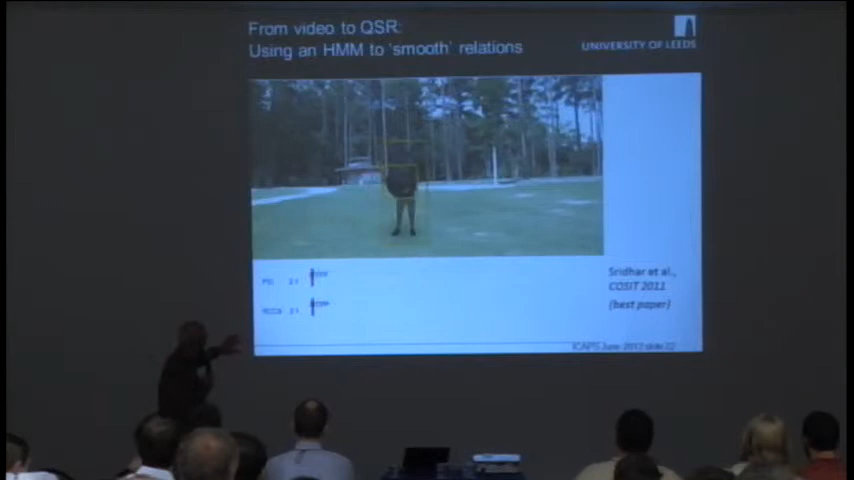 From video to QSR:
Using an HMM to 'smooth' relations
UNIVERSITY OF LEEDS
Sridhar et al.,
COSIT 2011
(best paper)
ICAPS June 2012 slide 22